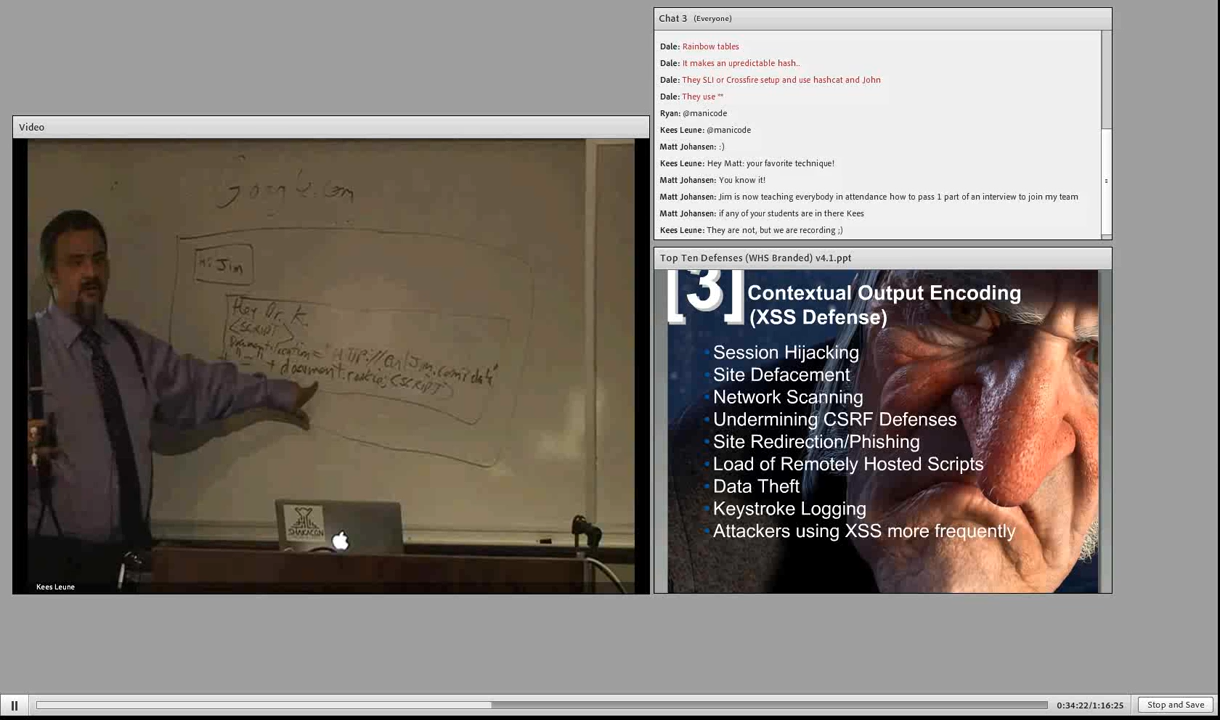 Chat 3 (Everyone)
Dale: Rainbow tables
Dale: It makes an upredictable hash..
Dale: They SLI or Crossfire setup and use hashcat and John
Dale: They use **
Ryan: @manicode
Kees Leune: @manicode
Matt Johansen: :)
Kees Leune: Hey Matt: your favorite technique!
Matt Johansen: You know it!
Matt Johansen: Jim is now teaching everybody in attendance how to pass 1 part of an interview to join my team
Matt Johansen: if any of your students are in there Kees
Kees Leune: They are not, but we are recording ;)
Video
Hi Jim
Hey Dr. K.
<SCRIPT>
SHAKACON
Kees Leune
Top Ten Defenses (WHS Branded) v4.1.ppt
[3] Contextual Output Encoding
(XSS Defense)
Session Hijacking
Site Defacement
Network Scanning
Undermining CSRF Defenses
Site Redirection/Phishing
Load of Remotely Hosted Scripts
Data Theft
Keystroke Logging
Attackers using XSS more frequently
0:34:22/1:16:25
Stop and Save